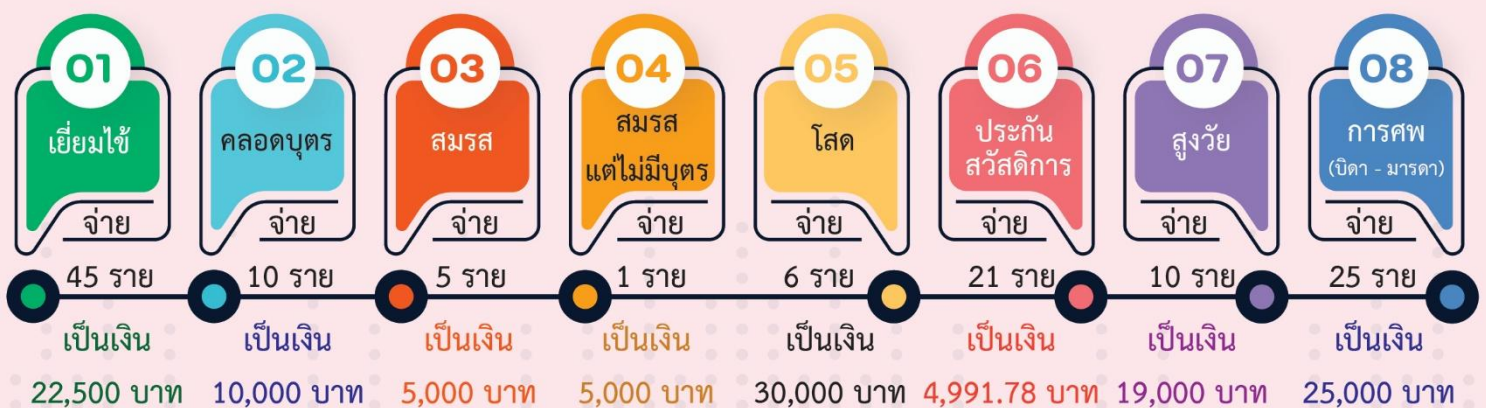 01
เยี่ยมไข้
จ่าย
45 ราย
เป็นเงิน
22,500 บาท
02
คลอดบุตร
จ่าย
10 ราย
เป็นเงิน
10,000 บาท
03
สมรส
จ่าย
5 ราย
เป็นเงิน
5,000 บาท
04
สมรส
แต่ไม่มีบุตร
จ่าย
1 ราย
เป็นเงิน
5,000 บาท
05
โสด
จ่าย
6 ราย
เป็นเงิน
30,000 บาท
06
ประกัน
สวัสดิการ
จ่าย
21 ราย
เป็นเงิน
4,991.78 บาท
07
สูงวัย
จ่าย
10 ราย
เป็นเงิน
19,000 บาท
08
การศพ
(บิดา - มารดา)
จ่าย
25 ราย
เป็นเงิน
25,000 บาท